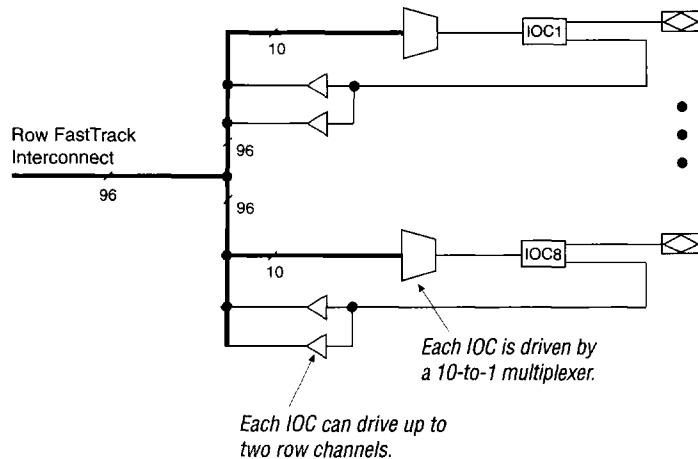 10
IOC1
Row FastTrack
Interconnect
96
96
96
10
IOC8
Each IOC is driven by
a 10-to-1 multiplexer.
Each IOC can drive up to
two row channels.